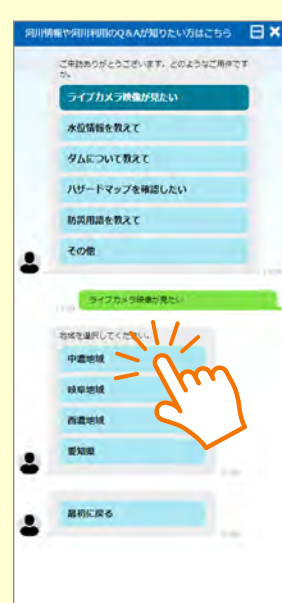 河川情報や河川利用のQ&Aが知りたい方はこちら
ご来訪ありがとうございます。どのようなご用件です
か。
ライブカメラ映像が見たい
水位情報を教えて
ダムについて教えて
ハザードマップを確認したい
防災用語を教えて
その他
ライブカメラ映像が見たい
地域を選択してください。
中濃地域
岐阜地域
西濃地域
愛知県
最初に戻る